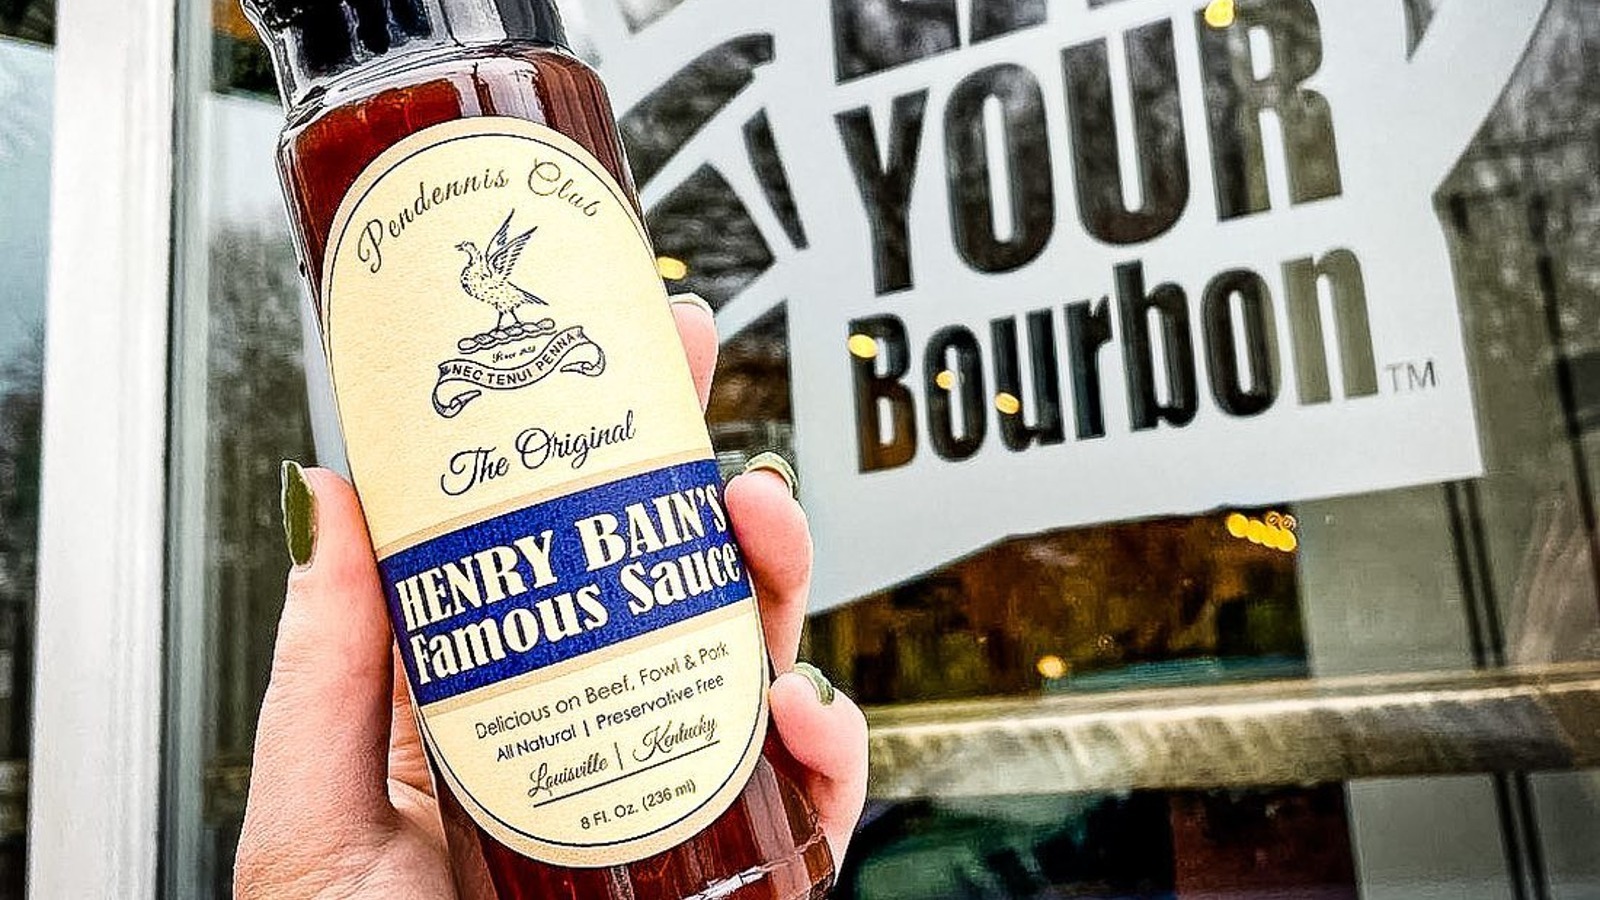 Pendennis Club
NEC TENUI PENNA
The Original
HENRY BAIN'S
Famous Sauce
Delicious on Beef, Fowl & Pork
All Natural | Preservative Free
Louisville | Kentucky
8 Fl. Oz. (236 ml)
YOUR
Bourbon™